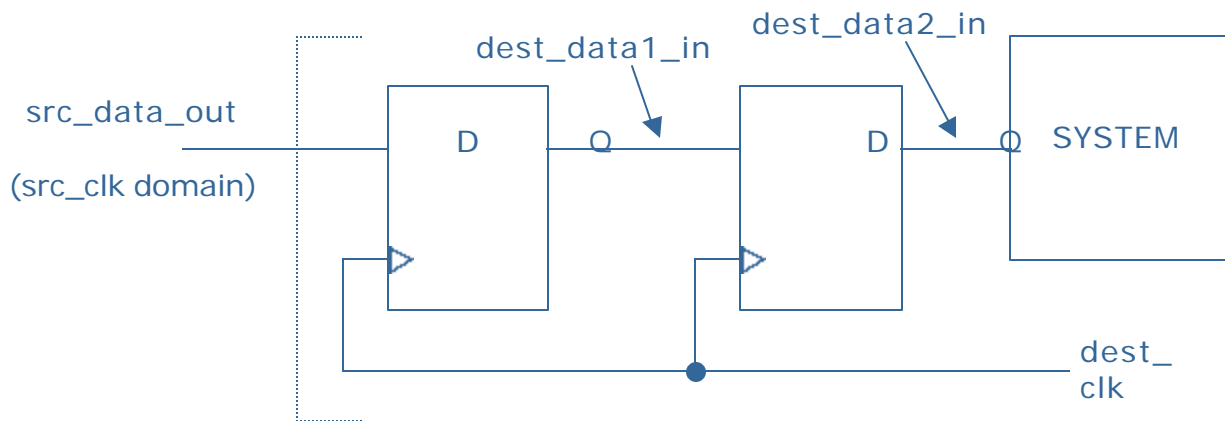 dest_data2_in
dest_data1_in
src_data_out
D
Q
D
Q
SYSTEM
(src_clk domain)
dest_
clk